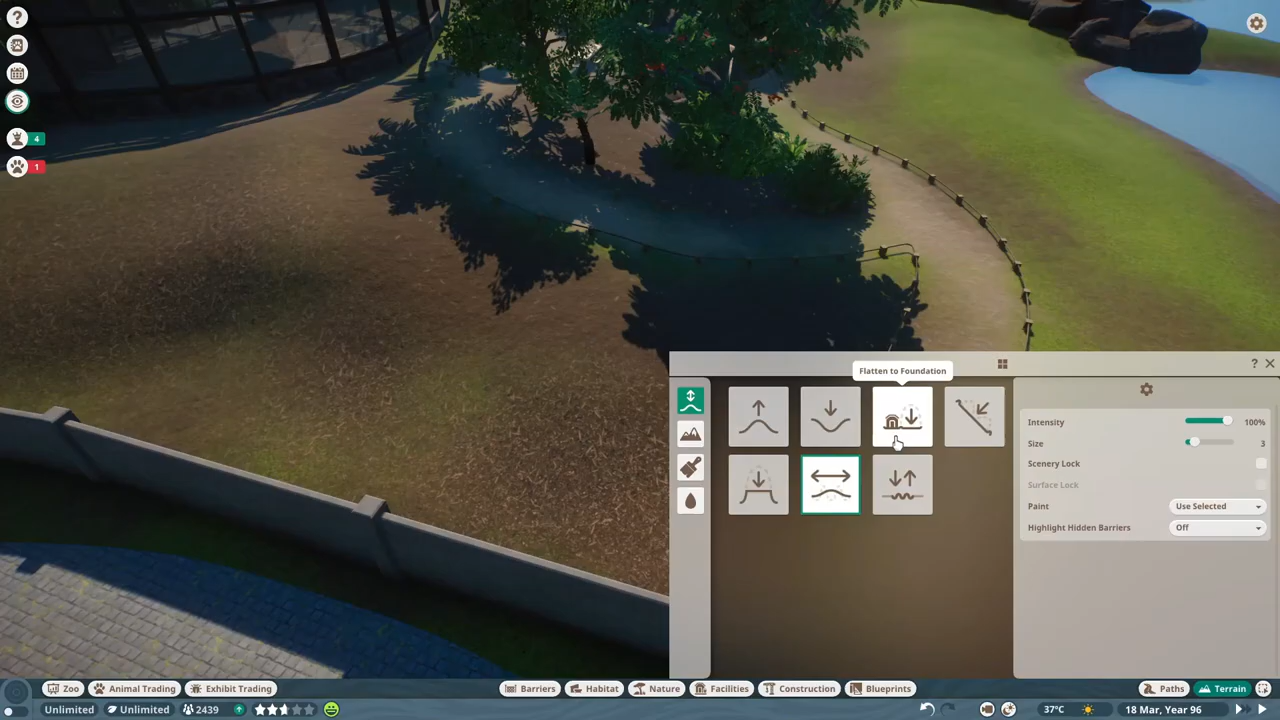 ?
4
1
Flatten to Foundation
?
Intensity 100%
Size 3
Scenery Lock
Surface Lock
Paint Use Selected
Highlight Hidden Barriers Off
Zoo Animal Trading Exhibit Trading Barriers Habitat Nature Facilities Construction Blueprints Paths Terrain
Unlimited Unlimited 2439 37°C 18 Mar, Year 96